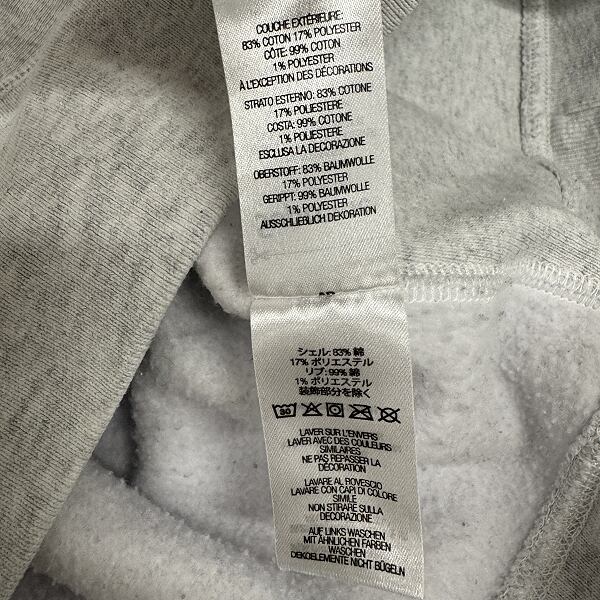 COUCHE EXTÉRIEURE:
83% COTON 17% POLYESTER
CÔTE: 99% COTON
1% POLYESTER
À L'EXCEPTION DES DÉCORATIONS
STRATO ESTERNO: 83% COTONE
17% POLIESTERE
COSTA: 99% COTONE
1% POLIESTERE
ESCLUSA LA DECORAZIONE
OBERSTOFF: 83% BAUMWOLLE
17% POLYESTER
GERIPPT: 99% BAUMWOLLE
1% POLYESTER
AUSSCHLIEßLICH DEKORATION
シェル: 83% 綿
17% ポリエステル
リブ: 99% 綿
1% ポリエステル
装飾部分を除く
30
LAVER SUR L'ENVERS
LAVER AVEC DES COULEURS
SIMILAIRES
NE PAS REPASSER LA
DÉCORATION
LAVARE AL ROVESCIO
LAVARE CON CAPI DI COLORE
SIMILE
NON STIRARE SULLA
DECORAZIONE
AUF LINKS WASCHEN
MIT ÄHNLICHEN FARBEN
WASCHEN
DEKOELEMENTE NICHT BÜGELN